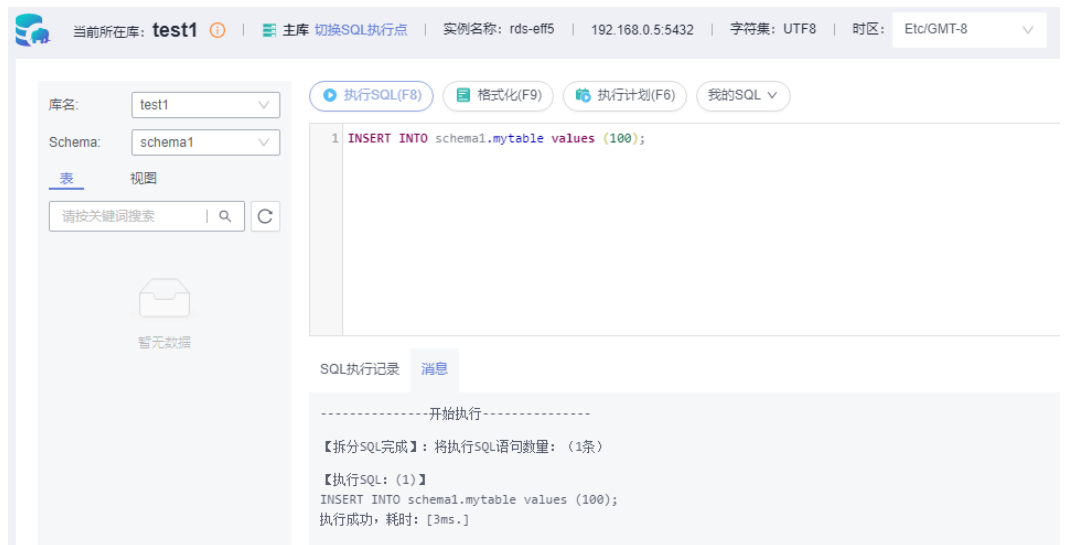 当前所在库: test1 | 主库 切换SQL执行点 | 实例名称: rds-eff5 | 192.168.0.5:5432 | 字符集: UTF8 | 时区: Etc/GMT-8
库名: test1
Schema: schema1
表 视图
请按关键词搜索
暂无数据
执行SQL(F8) 格式化(F9) 执行计划(F6) 我的SQL
1 INSERT INTO schema1.mytable values (100);
SQL执行记录 消息
---------------开始执行---------------
【拆分SQL完成】: 将执行SQL语句数量: (1条)
【执行SQL: (1)】
INSERT INTO schema1.mytable values (100);
执行成功，耗时: [3ms.]